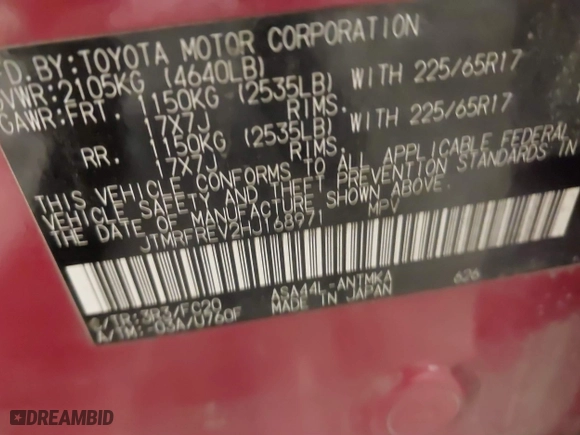 FD.BY:TOYOTA MOTOR CORPORATION
GVWR:2105KG (4640LB)
GAWR:FRT. 1150KG (2535LB) WITH 225/65R17
17X7J RIMS.
RR. 1150KG (2535LB) WITH 225/65R17
17X7J RIMS.
THIS VEHICLE CONFORMS TO ALL APPLICABLE FEDERAL
VEHICLE SAFETY AND THEFT PREVENTION STANDARDS IN
THE DATE OF MANUFACTURE SHOWN ABOVE.
JTMRFREV2HJ168971 MPV
C/TR:3R3/FC20 ASA44L-ANTMKA 626
A/TM:-03A/U760F MADE IN JAPAN
DREAMBID